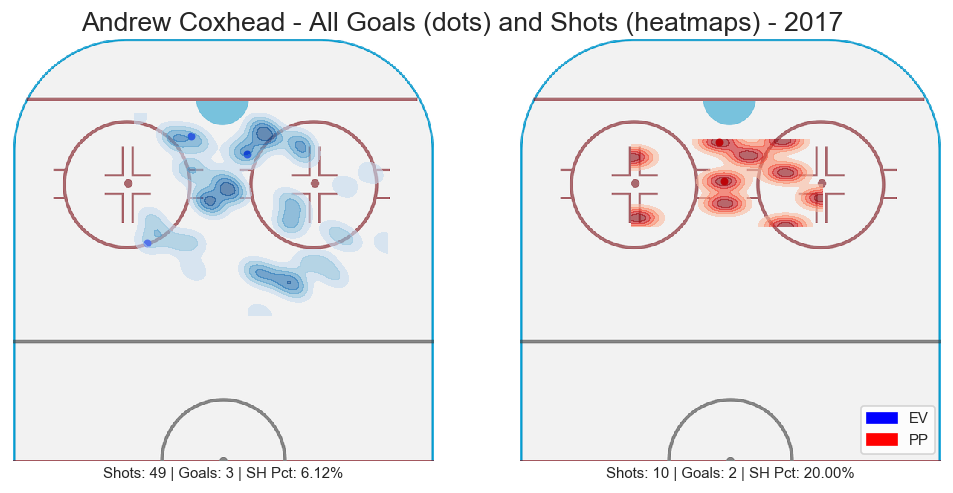 Andrew Coxhead - All Goals (dots) and Shots (heatmaps) - 2017
EV
PP
Shots: 49 | Goals: 3 | SH Pct: 6.12%
Shots: 10 | Goals: 2 | SH Pct: 20.00%